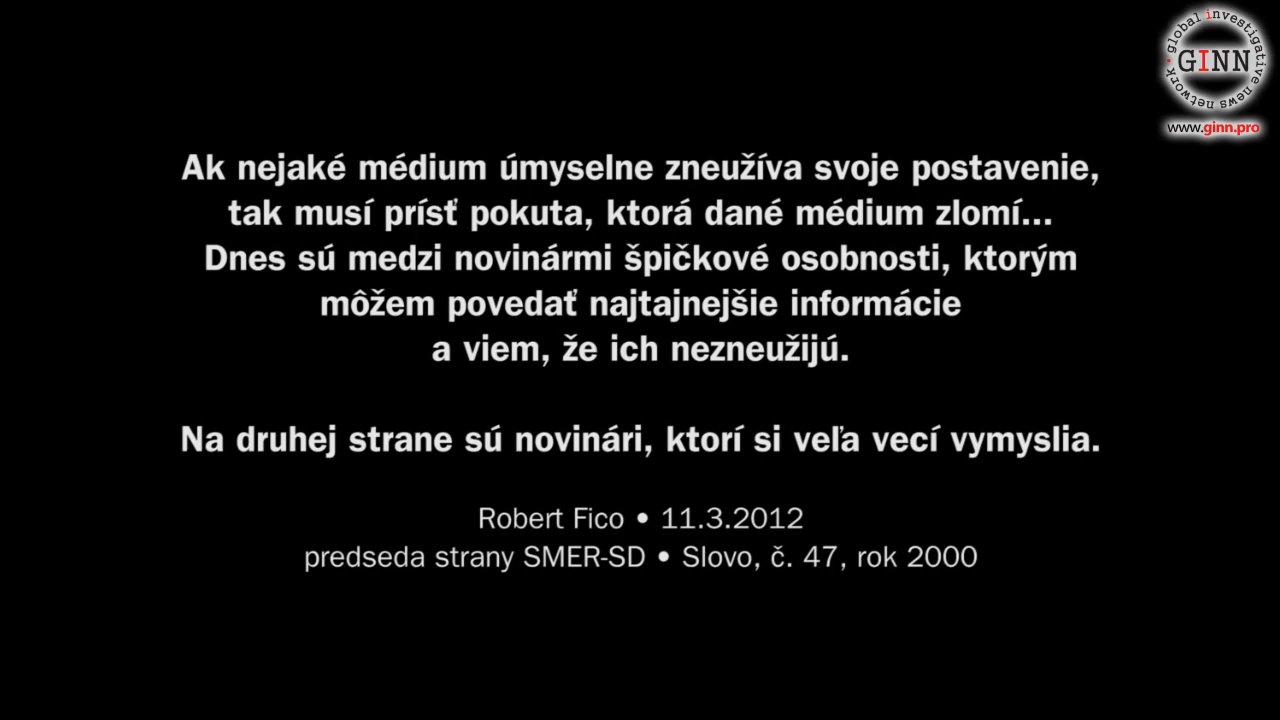 global investigative news network
GINN
www.ginn.pro
Ak nejaké médium úmyselne zneužíva svoje postavenie,
tak musí prísť pokuta, ktorá dané médium zlomí...
Dnes sú medzi novinármi špičkové osobnosti, ktorým
môžem povedať najtajnejšie informácie
a viem, že ich nezneužijú.
Na druhej strane sú novinári, ktorí si veľa vecí vymyslia.
Robert Fico • 11.3.2012
predseda strany SMER-SD • Slovo, č. 47, rok 2000